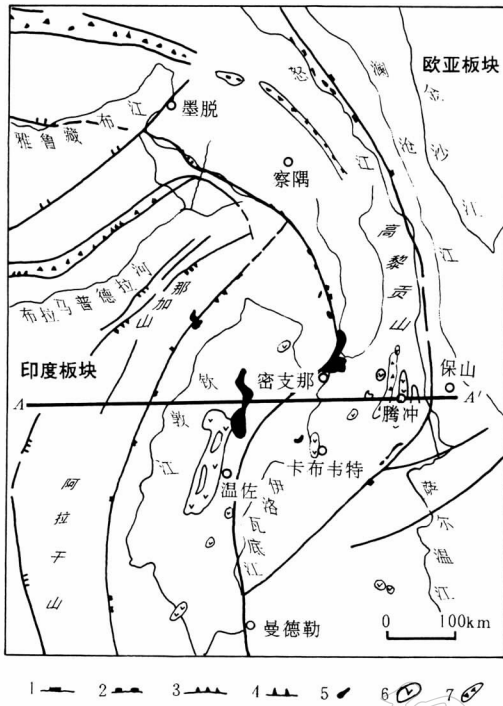 欧亚板块
怒江
澜沧江
金沙江
雅鲁藏布江
墨脱
察隅
高黎贡山
布拉马普德拉河
那加山
印度板块
钦敦江
密支那
保山
A
A'
腾冲
卡布韦特
温佐
伊洛瓦底江
阿拉干山
萨尔温江
曼德勒
0 100km
1 2 3 4 5 6 7